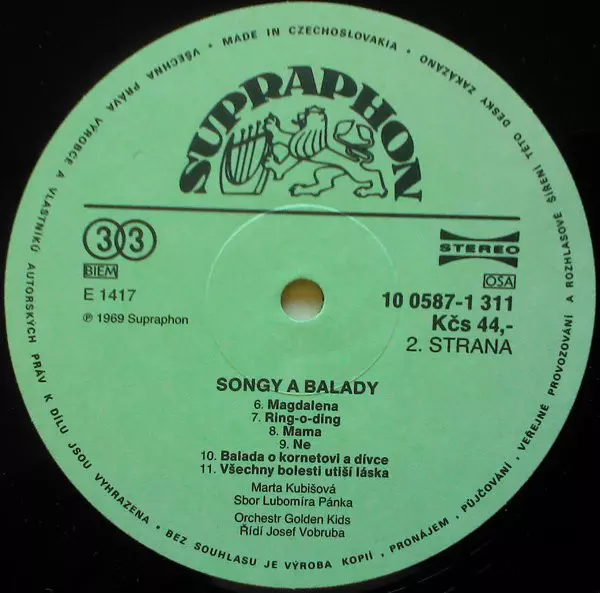 VŠECHNA PRÁVA VÝROBCE A VLASTNÍKŮ AUTORSKÝCH PRÁV K DÍLU JSOU VYHRAZENA • BEZ SOUHLASU JE VÝROBA KOPIÍ, PRONÁJEM, PŮJČOVÁNÍ, VEŘEJNÉ PROVOZOVÁNÍ A ROZHLASOVÉ ŠÍŘENÍ TÉTO DESKY ZAKÁZÁNO • MADE IN CZECHOSLOVAKIA •
SUPRAPHON
33
BIEM
STEREO
OSA
E 1417
℗ 1969 Supraphon
10 0587-1 311
Kčs 44,-
2. STRANA
SONGY A BALADY
6. Magdalena
7. Ring-o-ding
8. Mama
9. Ne
10. Balada o kornetovi a dívce
11. Všechny bolesti utiší láska
Marta Kubišová
Sbor Lubomíra Pánka
Orchestr Golden Kids
Řídí Josef Vobruba